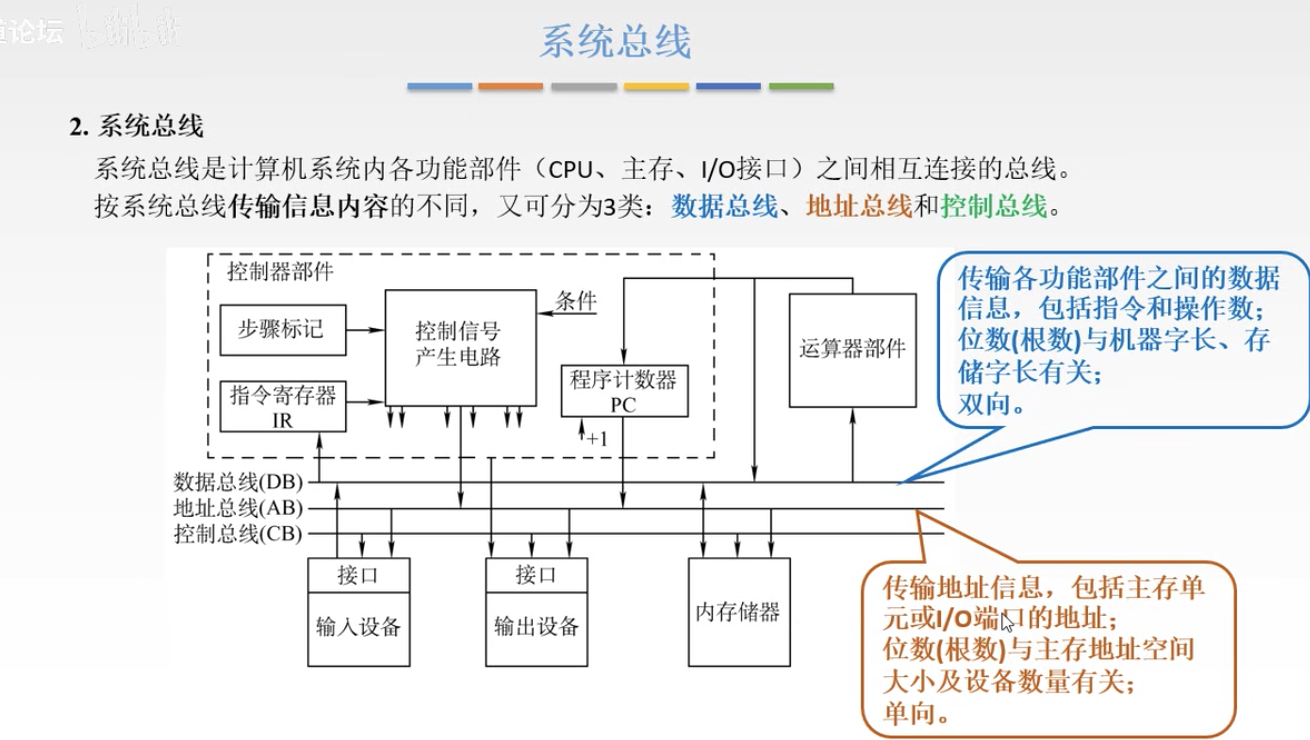 道论坛
bilibili
系统总线
2. 系统总线
系统总线是计算机系统内各功能部件（CPU、主存、I/O接口）之间相互连接的总线。
按系统总线传输信息内容的不同，又可分为3类：数据总线、地址总线和控制总线。
控制器部件
步骤标记
控制信号
产生电路
条件
指令寄存器
IR
程序计数器
PC
+1
运算器部件
传输各功能部件之间的数据
信息，包括指令和操作数；
位数(根数)与机器字长、存
储字长有关；
双向。
数据总线(DB)
地址总线(AB)
控制总线(CB)
接口
输入设备
接口
输出设备
内存储器
传输地址信息，包括主存单
元或I/O端口的地址；
位数(根数)与主存地址空间
大小及设备数量有关；
单向。